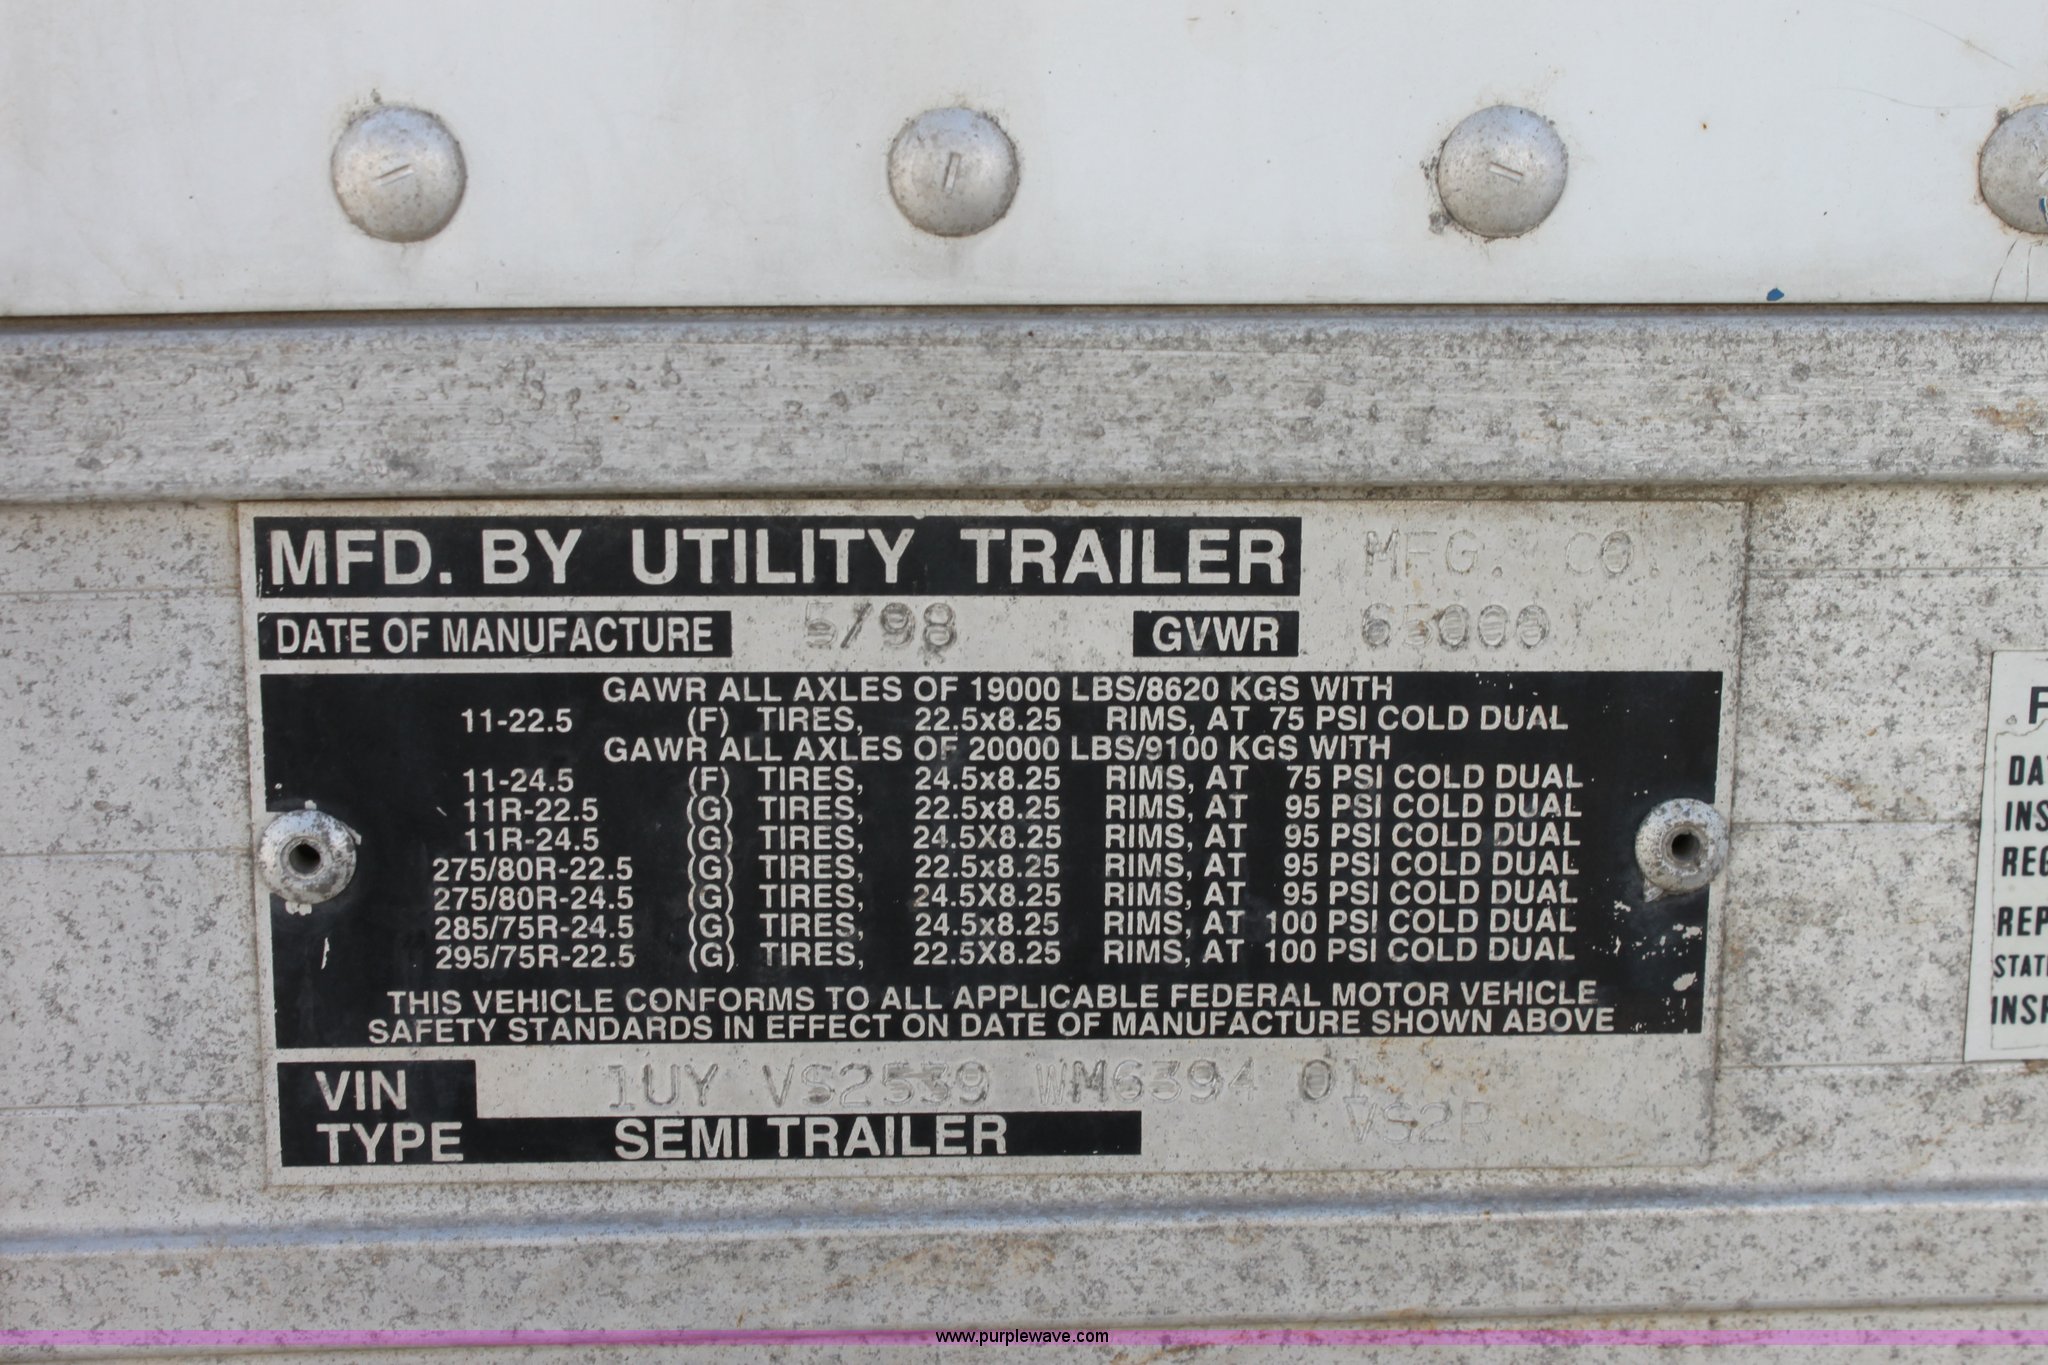 MFD. BY UTILITY TRAILER MFG. CO.
DATE OF MANUFACTURE 5/98 GVWR 65000
GAWR ALL AXLES OF 19000 LBS/8620 KGS WITH
11-22.5 (F) TIRES, 22.5x8.25 RIMS, AT 75 PSI COLD DUAL
GAWR ALL AXLES OF 20000 LBS/9100 KGS WITH
11-24.5 (F) TIRES, 24.5x8.25 RIMS, AT 75 PSI COLD DUAL
11R-22.5 (G) TIRES, 22.5x8.25 RIMS, AT 95 PSI COLD DUAL
11R-24.5 (G) TIRES, 24.5X8.25 RIMS, AT 95 PSI COLD DUAL
275/80R-22.5 (G) TIRES, 22.5x8.25 RIMS, AT 95 PSI COLD DUAL
275/80R-24.5 (G) TIRES, 24.5X8.25 RIMS, AT 95 PSI COLD DUAL
285/75R-24.5 (G) TIRES, 24.5x8.25 RIMS, AT 100 PSI COLD DUAL
295/75R-22.5 (G) TIRES, 22.5X8.25 RIMS, AT 100 PSI COLD DUAL
THIS VEHICLE CONFORMS TO ALL APPLICABLE FEDERAL MOTOR VEHICLE
SAFETY STANDARDS IN EFFECT ON DATE OF MANUFACTURE SHOWN ABOVE
VIN 1UY VS2539 WM6394 01
TYPE SEMI TRAILER VS2R
www.purplewave.com